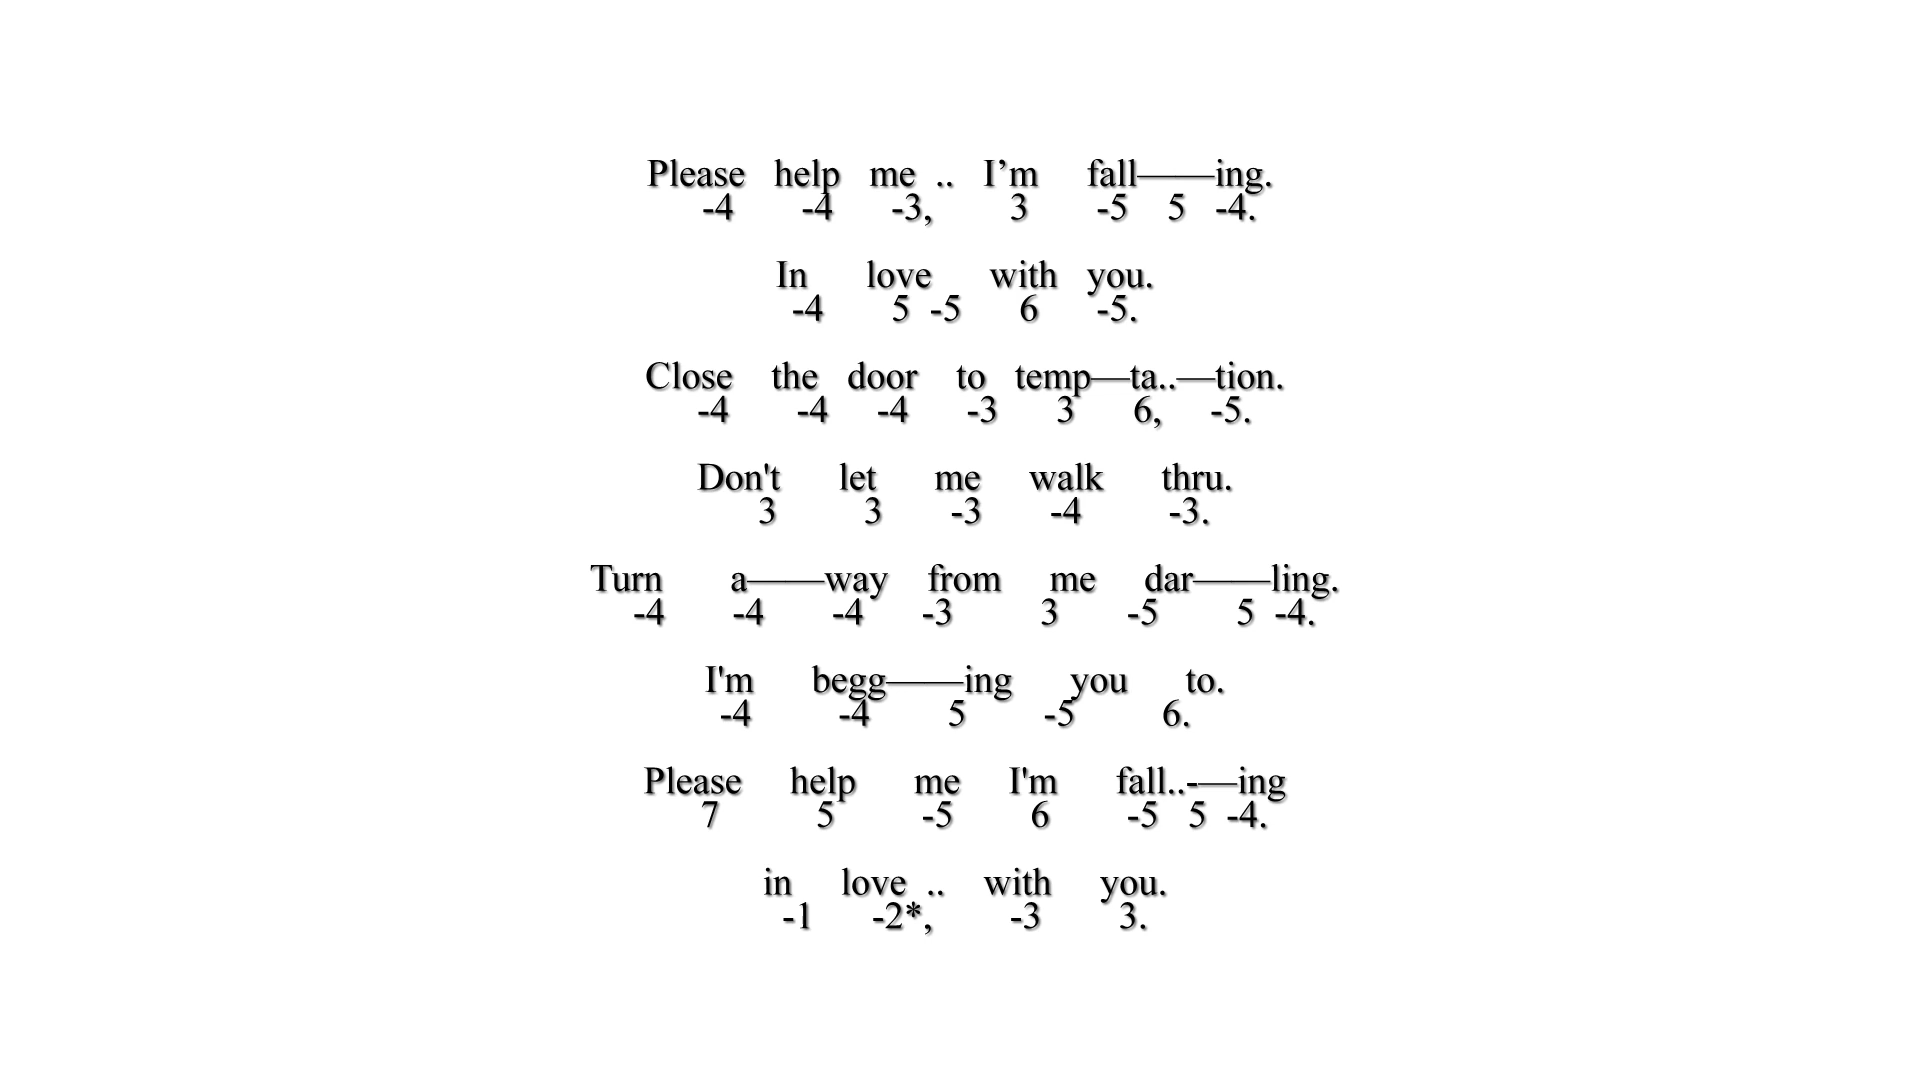 Please help me .. I’m fall——ing.
-4 -4 -3, 3 -5 5 -4.
In love with you.
-4 5 -5 6 -5.
Close the door to temp—ta..—tion.
-4 -4 -4 -3 3 6, -5.
Don't let me walk thru.
3 3 -3 -4 -3.
Turn a——way from me dar——ling.
-4 -4 -4 -3 3 -5 5 -4.
I'm begg——ing you to.
-4 -4 5 -5 6.
Please help me I'm fall..-—ing
7 5 -5 6 -5 5 -4.
in love .. with you.
-1 -2*, -3 3.